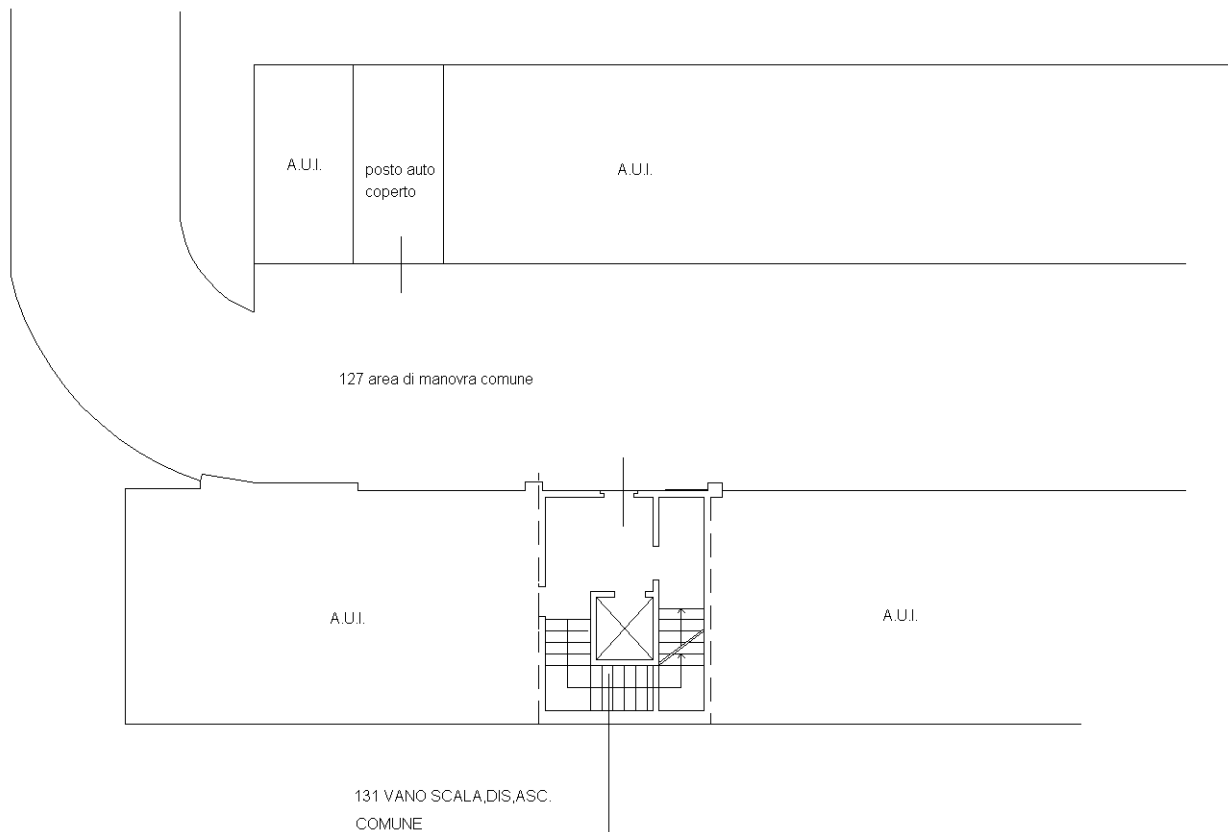 A.U.I.
posto auto
coperto
A.U.I.
127 area di manovra comune
A.U.I.
A.U.I.
131 VANO SCALA,DIS,ASC.
COMUNE